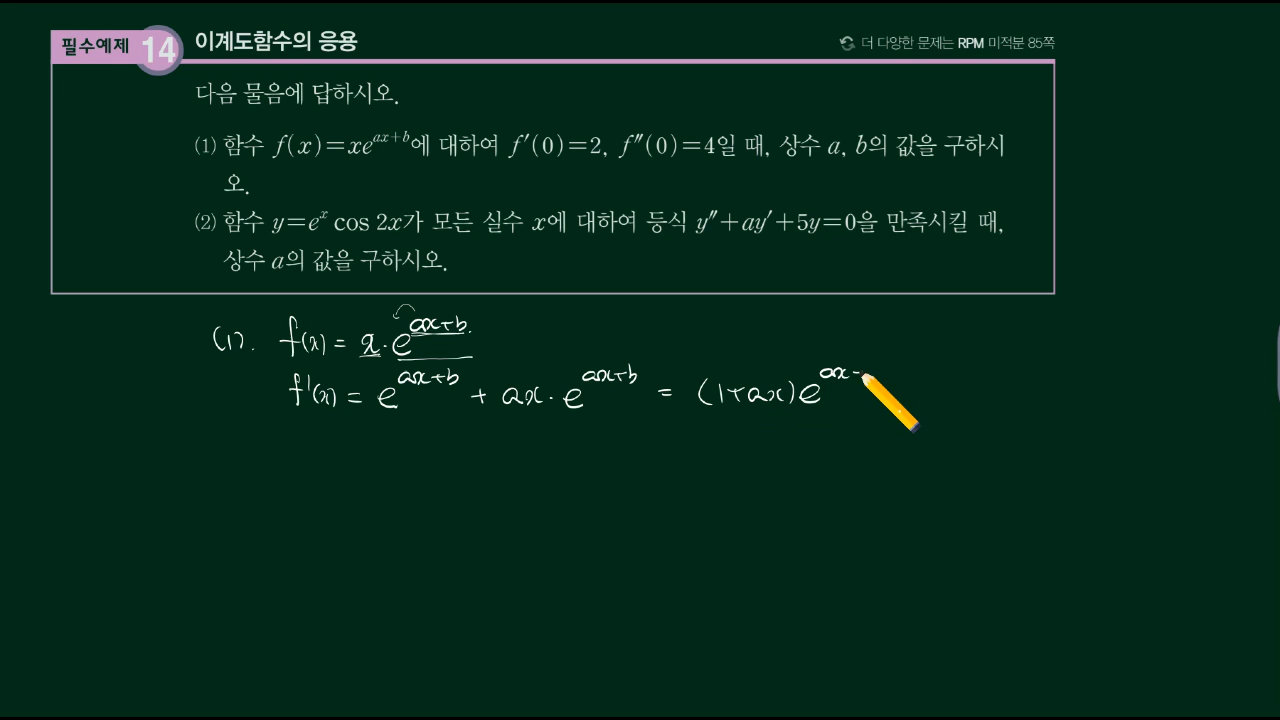 필수예제 14 이계도함수의 응용 더 다양한 문제는 RPM 미적분 85쪽
다음 물음에 답하시오.
(1) 함수 f(x)=xe^{ax+b}에 대하여 f′(0)=2, f″(0)=4일 때, 상수 a, b의 값을 구하시
오.
(2) 함수 y=e^x cos 2x가 모든 실수 x에 대하여 등식 y″+ay′+5y=0을 만족시킬 때,
상수 a의 값을 구하시오.
(1). f(x) = x · e^{ax+b}.
f'(x) = e^{ax+b} + ax · e^{ax+b} = (1+ax)e^{ax-